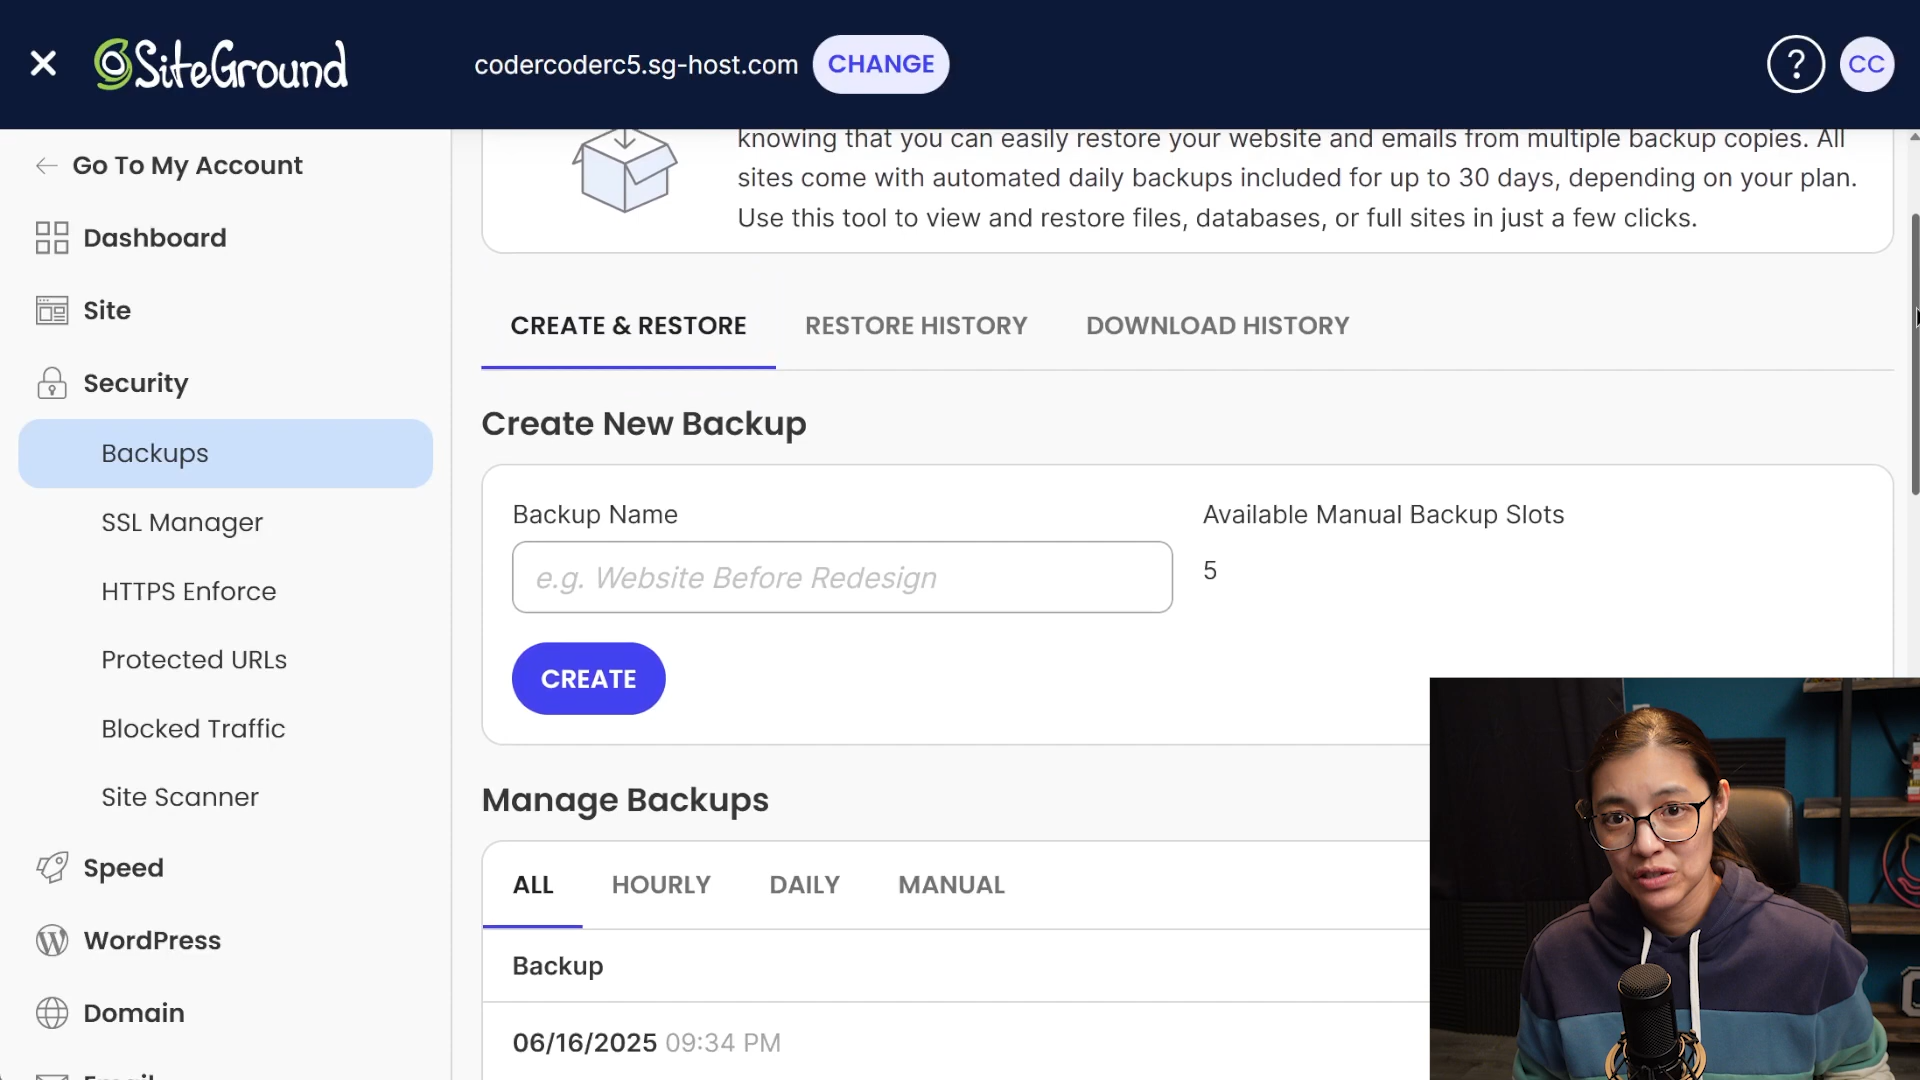 SiteGround
codercoderc5.sg-host.com
CHANGE
?
CC
Go To My Account
Dashboard
Site
Security
Backups
SSL Manager
HTTPS Enforce
Protected URLs
Blocked Traffic
Site Scanner
Speed
WordPress
Domain
Email
knowing that you can easily restore your website and emails from multiple backup copies. All
sites come with automated daily backups included for up to 30 days, depending on your plan.
Use this tool to view and restore files, databases, or full sites in just a few clicks.
CREATE & RESTORE
RESTORE HISTORY
DOWNLOAD HISTORY
Create New Backup
Backup Name
e.g. Website Before Redesign
Available Manual Backup Slots
5
CREATE
Manage Backups
ALL
HOURLY
DAILY
MANUAL
Backup
06/16/2025 09:34 PM